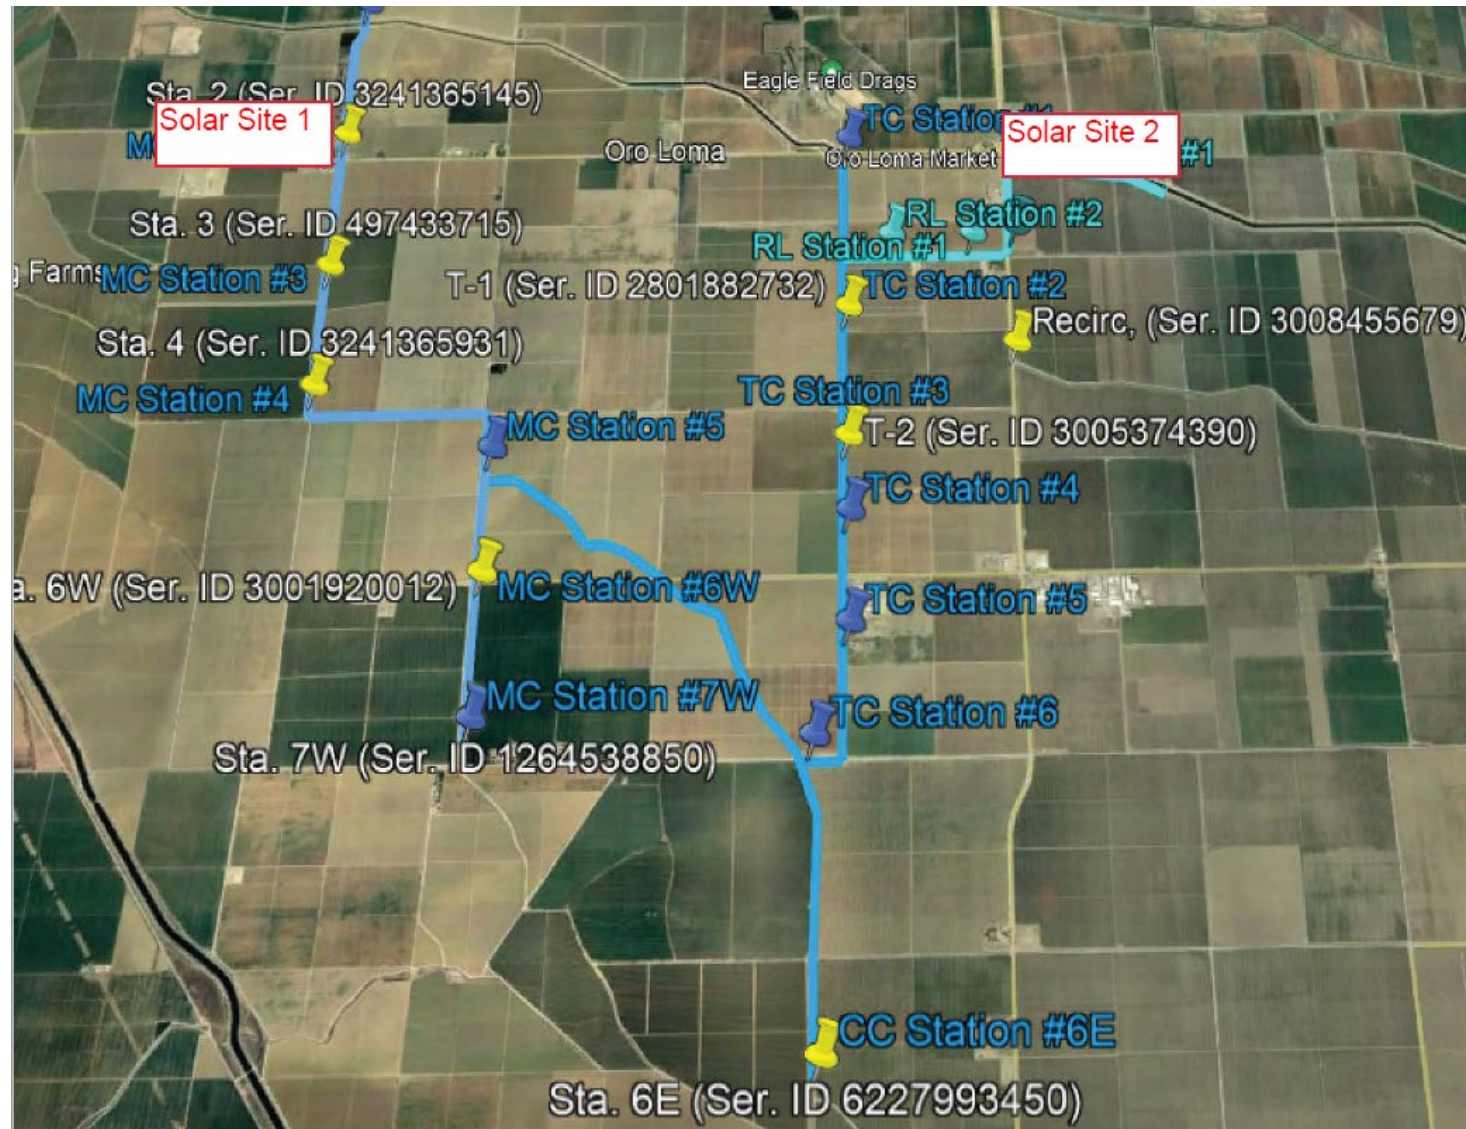 Eagle Field Drags
Sta. 2 (Ser. ID 3241365145)
Solar Site 1
TC Station
Solar Site 2
#1
Oro Loma
Oro Loma Market
Sta. 3 (Ser. ID 497433715)
RL Station #2
RL Station #1
Farms
MC Station #3
T-1 (Ser. ID 2801882732)
TC Station #2
Recirc, (Ser. ID 3008455679)
Sta. 4 (Ser. ID 3241365931)
MC Station #4
TC Station #3
MC Station #5
T-2 (Ser. ID 3005374390)
TC Station #4
a. 6W (Ser. ID 3001920012)
MC Station #6W
TC Station #5
MC Station #7W
TC Station #6
Sta. 7W (Ser. ID 1264538850)
CC Station #6E
Sta. 6E (Ser. ID 6227993450)